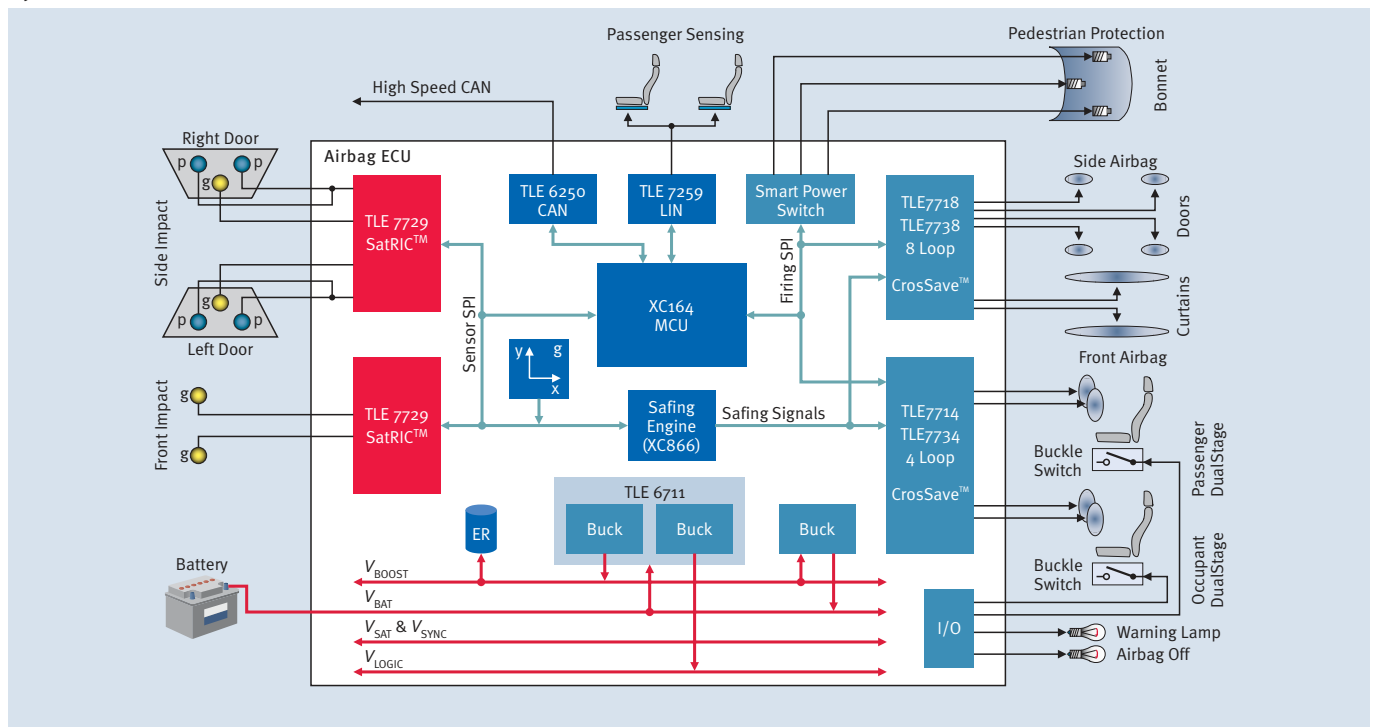 Passenger Sensing
Pedestrian Protection
Bonnet
High Speed CAN
Right Door
p
p
g
Side Impact
g
p
p
Left Door
Airbag ECU
TLE 7729
SatRIC™
TLE 6250
CAN
TLE 7259
LIN
Smart Power
Switch
TLE7718
TLE7738
8 Loop
CrosSave™
Side Airbag
Doors
Curtains
Sensor SPI
XC164
MCU
Firing SPI
y
g
x
Front Impact
g
g
TLE 7729
SatRIC™
Safing
Engine
(XC866)
Safing Signals
TLE7714
TLE7734
4 Loop
CrosSave™
Front Airbag
Buckle
Switch
Passenger
DualStage
Buckle
Switch
Occupant
DualStage
ER
TLE 6711
Buck
Buck
Buck
Battery
VBOOST
VBAT
VSAT & VSYNC
VLOGIC
I/O
Warning Lamp
Airbag Off